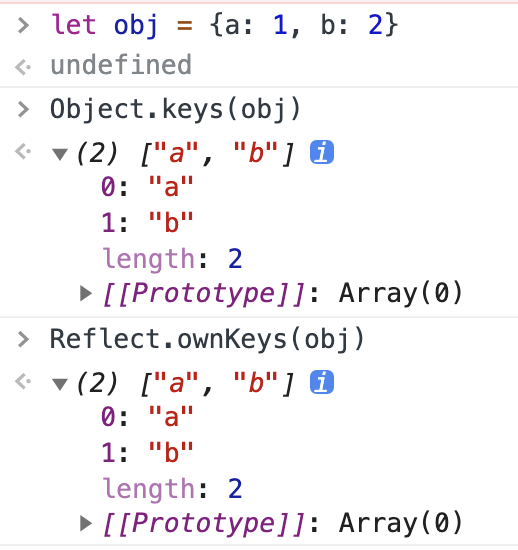 > let obj = {a: 1, b: 2}
undefined
> Object.keys(obj)
(2) ["a", "b"] i
0: "a"
1: "b"
length: 2
[[Prototype]]: Array(0)
> Reflect.ownKeys(obj)
(2) ["a", "b"] i
0: "a"
1: "b"
length: 2
[[Prototype]]: Array(0)